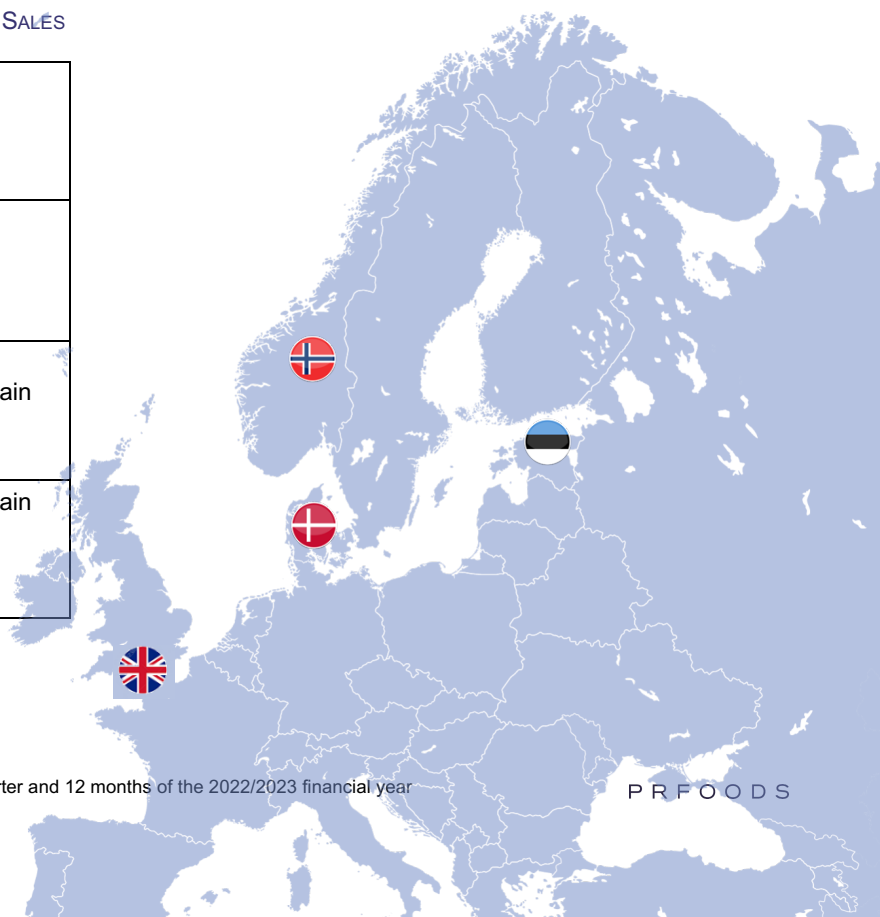 SALES
ain
ain
rter and 12 months of the 2022/2023 financial year
PRFOODS